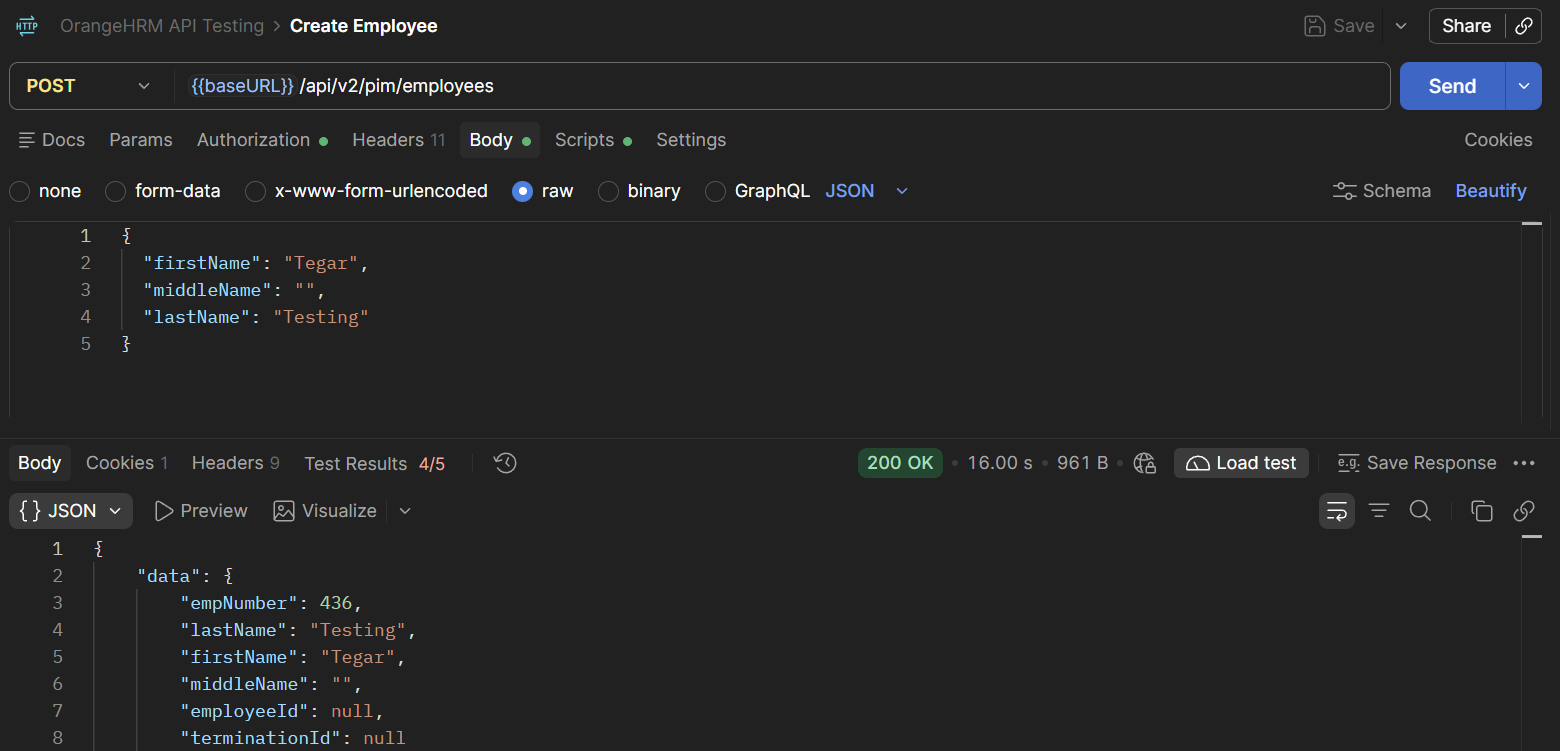 HTTP OrangeHRM API Testing > Create Employee Save Share
POST {{baseURL}} /api/v2/pim/employees Send
Docs Params Authorization Headers 11 Body Scripts Settings Cookies
none form-data x-www-form-urlencoded raw binary GraphQL JSON Schema Beautify
1 {
2 "firstName": "Tegar",
3 "middleName": "",
4 "lastName": "Testing"
5 }
Body Cookies 1 Headers 9 Test Results 4/5 200 OK • 16.00 s • 961 B • Load test e.g. Save Response •••
{} JSON Preview Visualize
1 {
2 "data": {
3 "empNumber": 436,
4 "lastName": "Testing",
5 "firstName": "Tegar",
6 "middleName": "",
7 "employeeId": null,
8 "terminationId": null